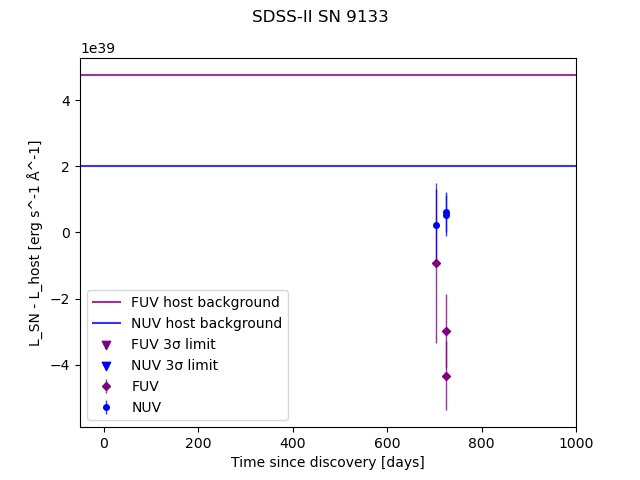 SDSS-II SN 9133
1e39
4
2
0
−2
−4
L_SN - L_host [erg s^-1 Å^-1]
FUV host background
NUV host background
FUV 3σ limit
NUV 3σ limit
FUV
NUV
0 200 400 600 800 1000
Time since discovery [days]